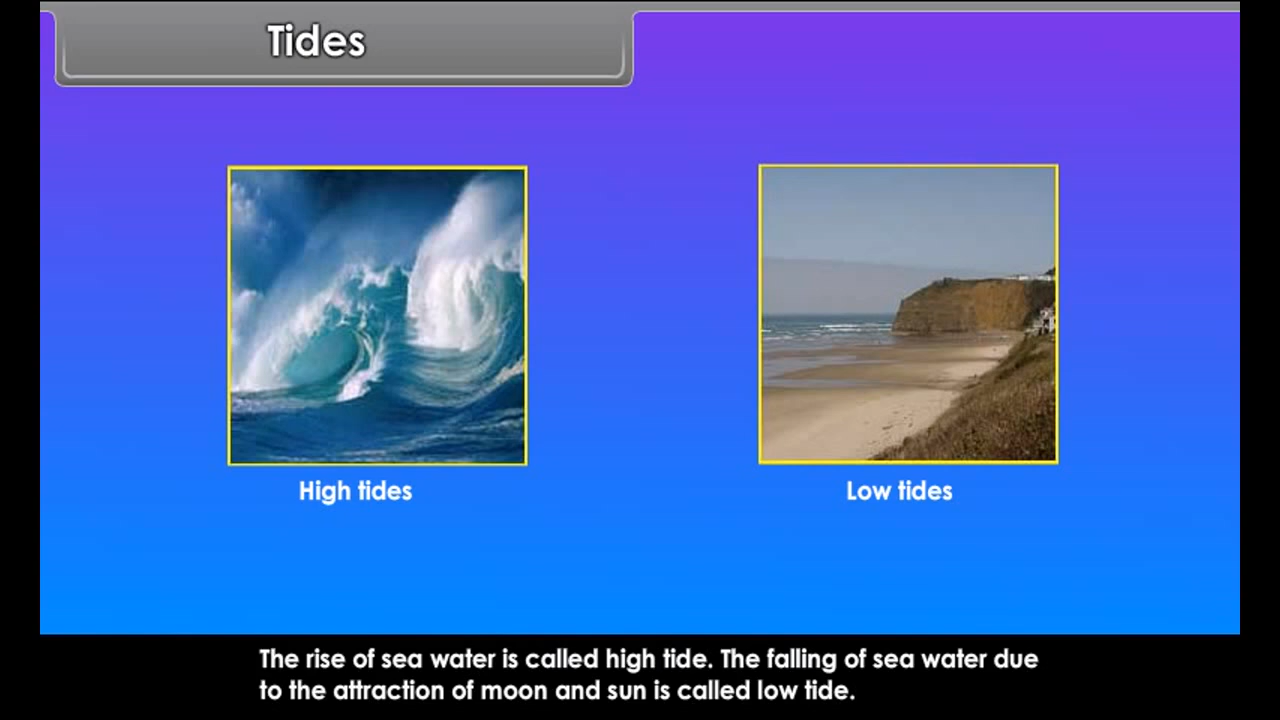 Tides
High tides
Low tides
The rise of sea water is called high tide. The falling of sea water due
to the attraction of moon and sun is called low tide.